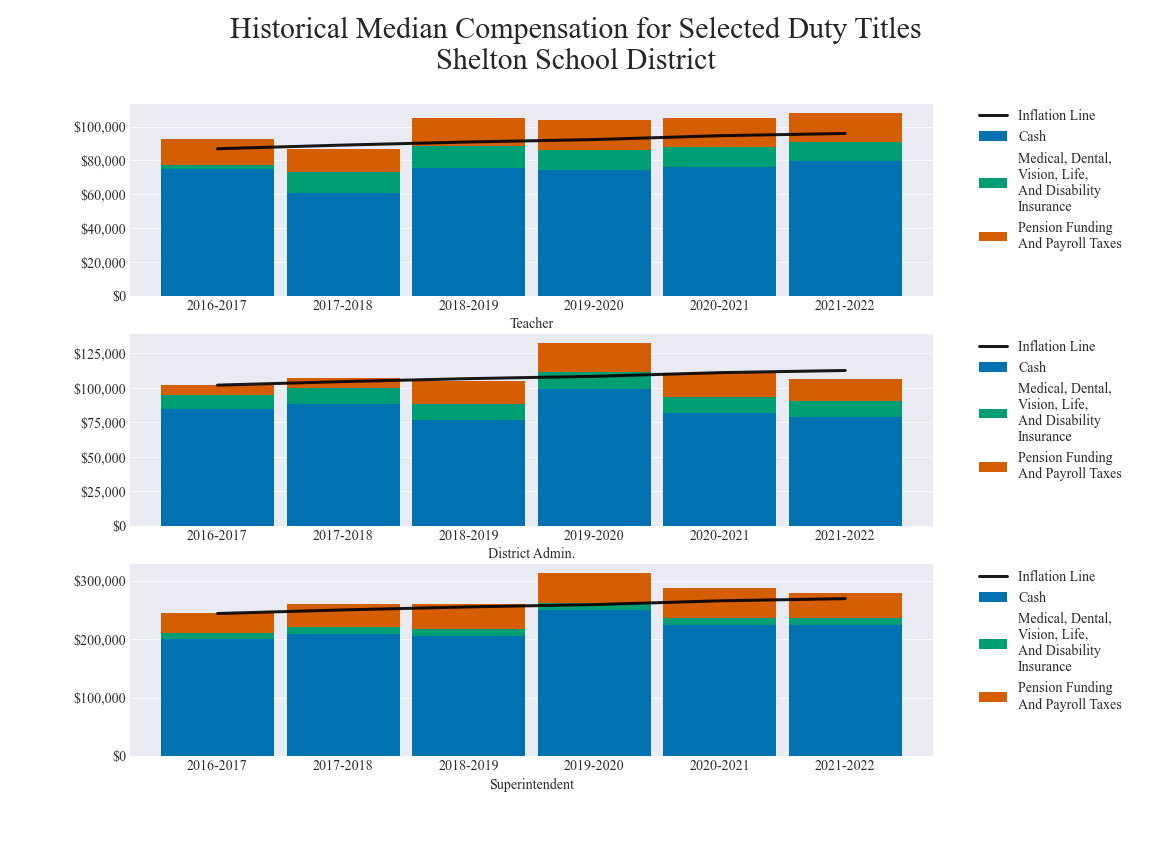 Historical Median Compensation for Selected Duty Titles
Shelton School District
$100,000
$80,000
$60,000
$40,000
$20,000
$0
2016-2017 2017-2018 2018-2019 2019-2020 2020-2021 2021-2022
Teacher
Inflation Line
Cash
Medical, Dental,
Vision, Life,
And Disability
Insurance
Pension Funding
And Payroll Taxes
$125,000
$100,000
$75,000
$50,000
$25,000
$0
2016-2017 2017-2018 2018-2019 2019-2020 2020-2021 2021-2022
District Admin.
Inflation Line
Cash
Medical, Dental,
Vision, Life,
And Disability
Insurance
Pension Funding
And Payroll Taxes
$300,000
$200,000
$100,000
$0
2016-2017 2017-2018 2018-2019 2019-2020 2020-2021 2021-2022
Superintendent
Inflation Line
Cash
Medical, Dental,
Vision, Life,
And Disability
Insurance
Pension Funding
And Payroll Taxes